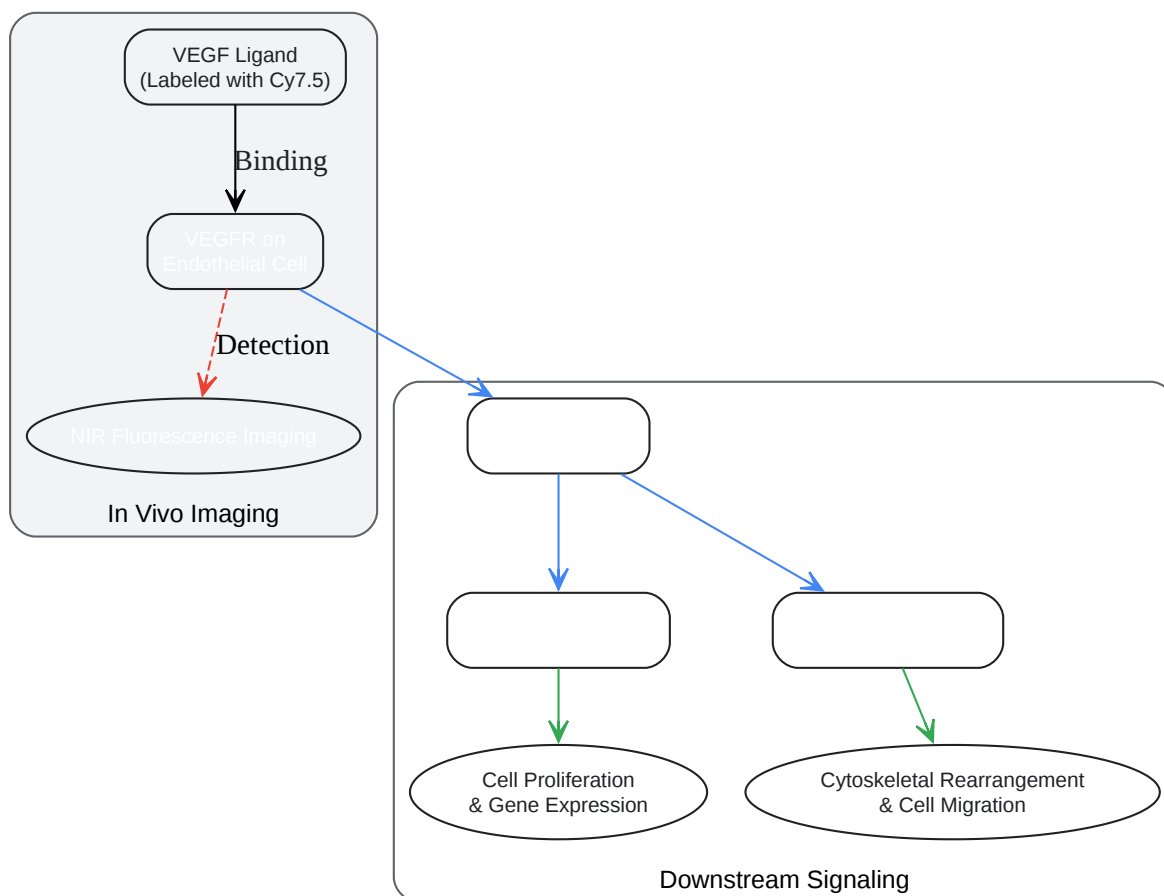 VEGF Ligand
(Labeled with Cy7.5)
Binding
VEGFR on
Endothelial Cell
Detection
NIR Fluorescence Imaging
In Vivo Imaging
Cell Proliferation
& Gene Expression
Cytoskeletal Rearrangement
& Cell Migration
Downstream Signaling